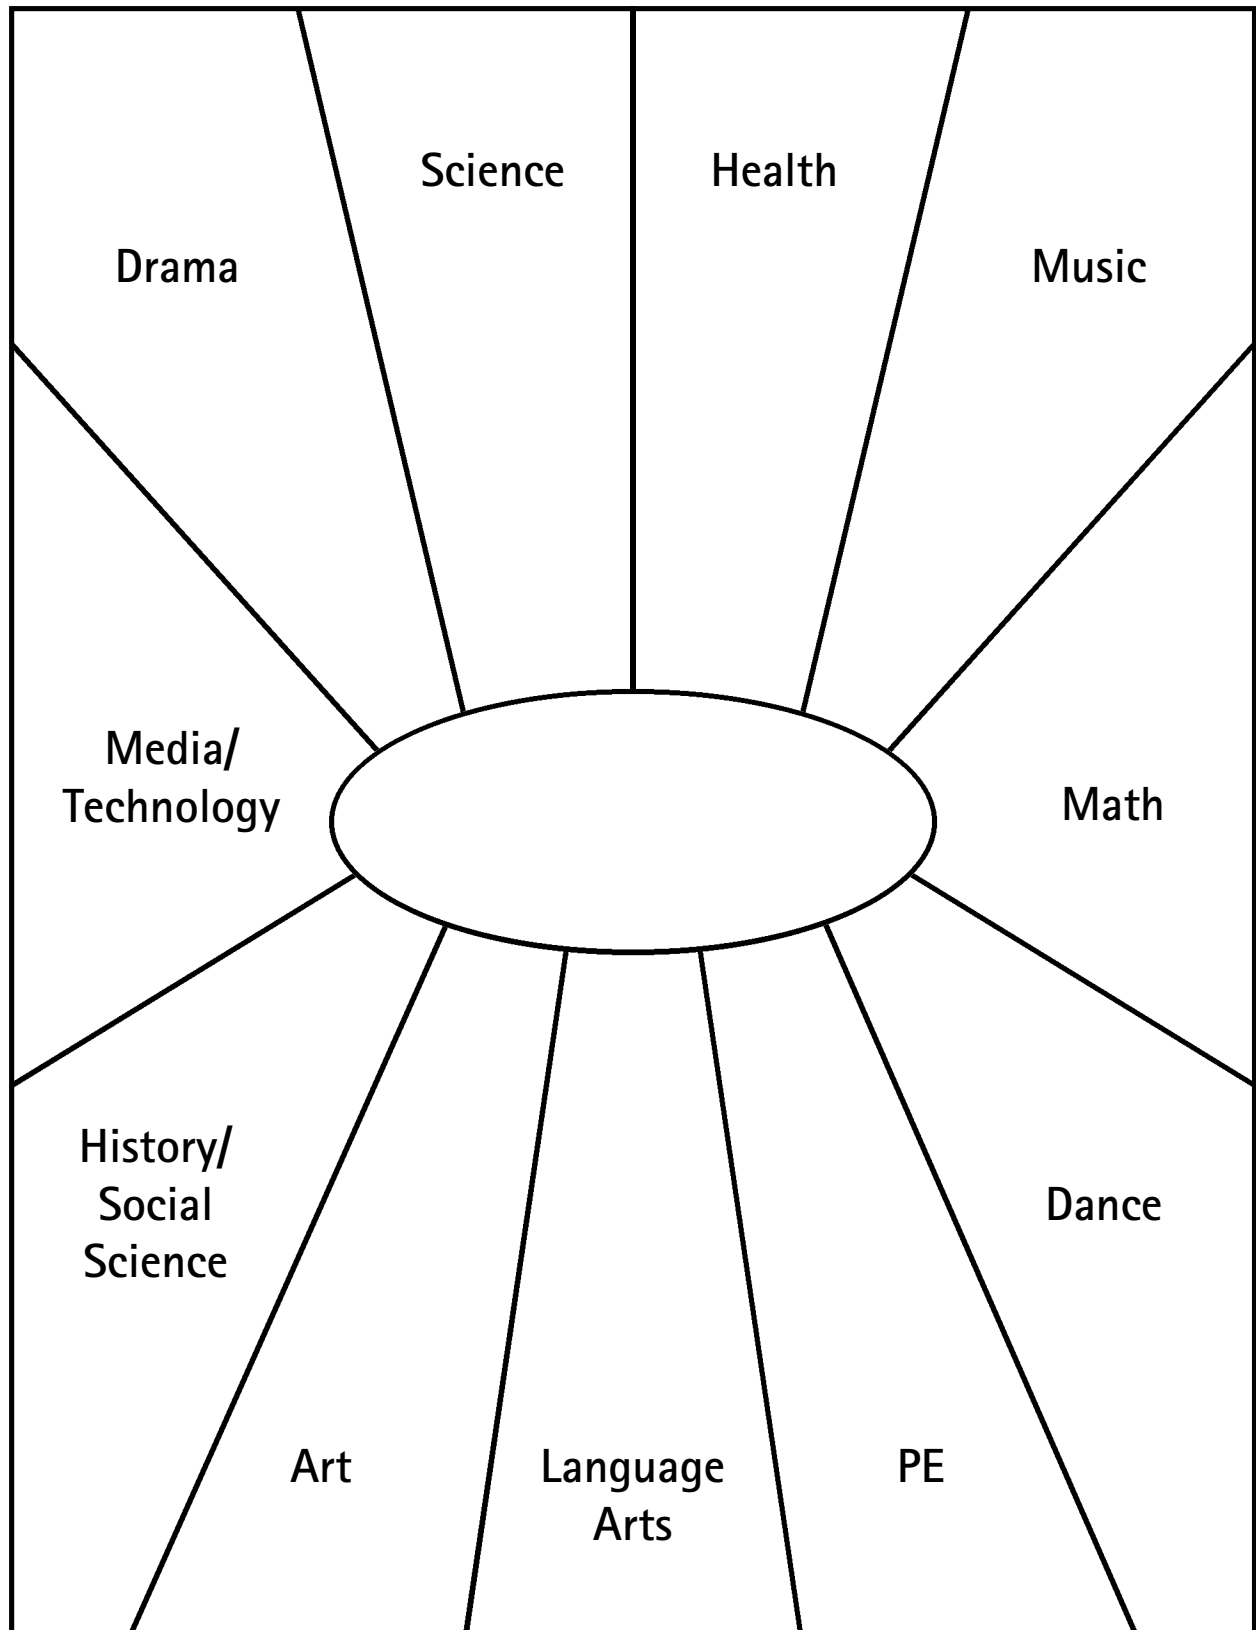 Science
Health
Drama
Music
Media/
Technology
Math
History/
Social
Science
Dance
Art
Language
Arts
PE